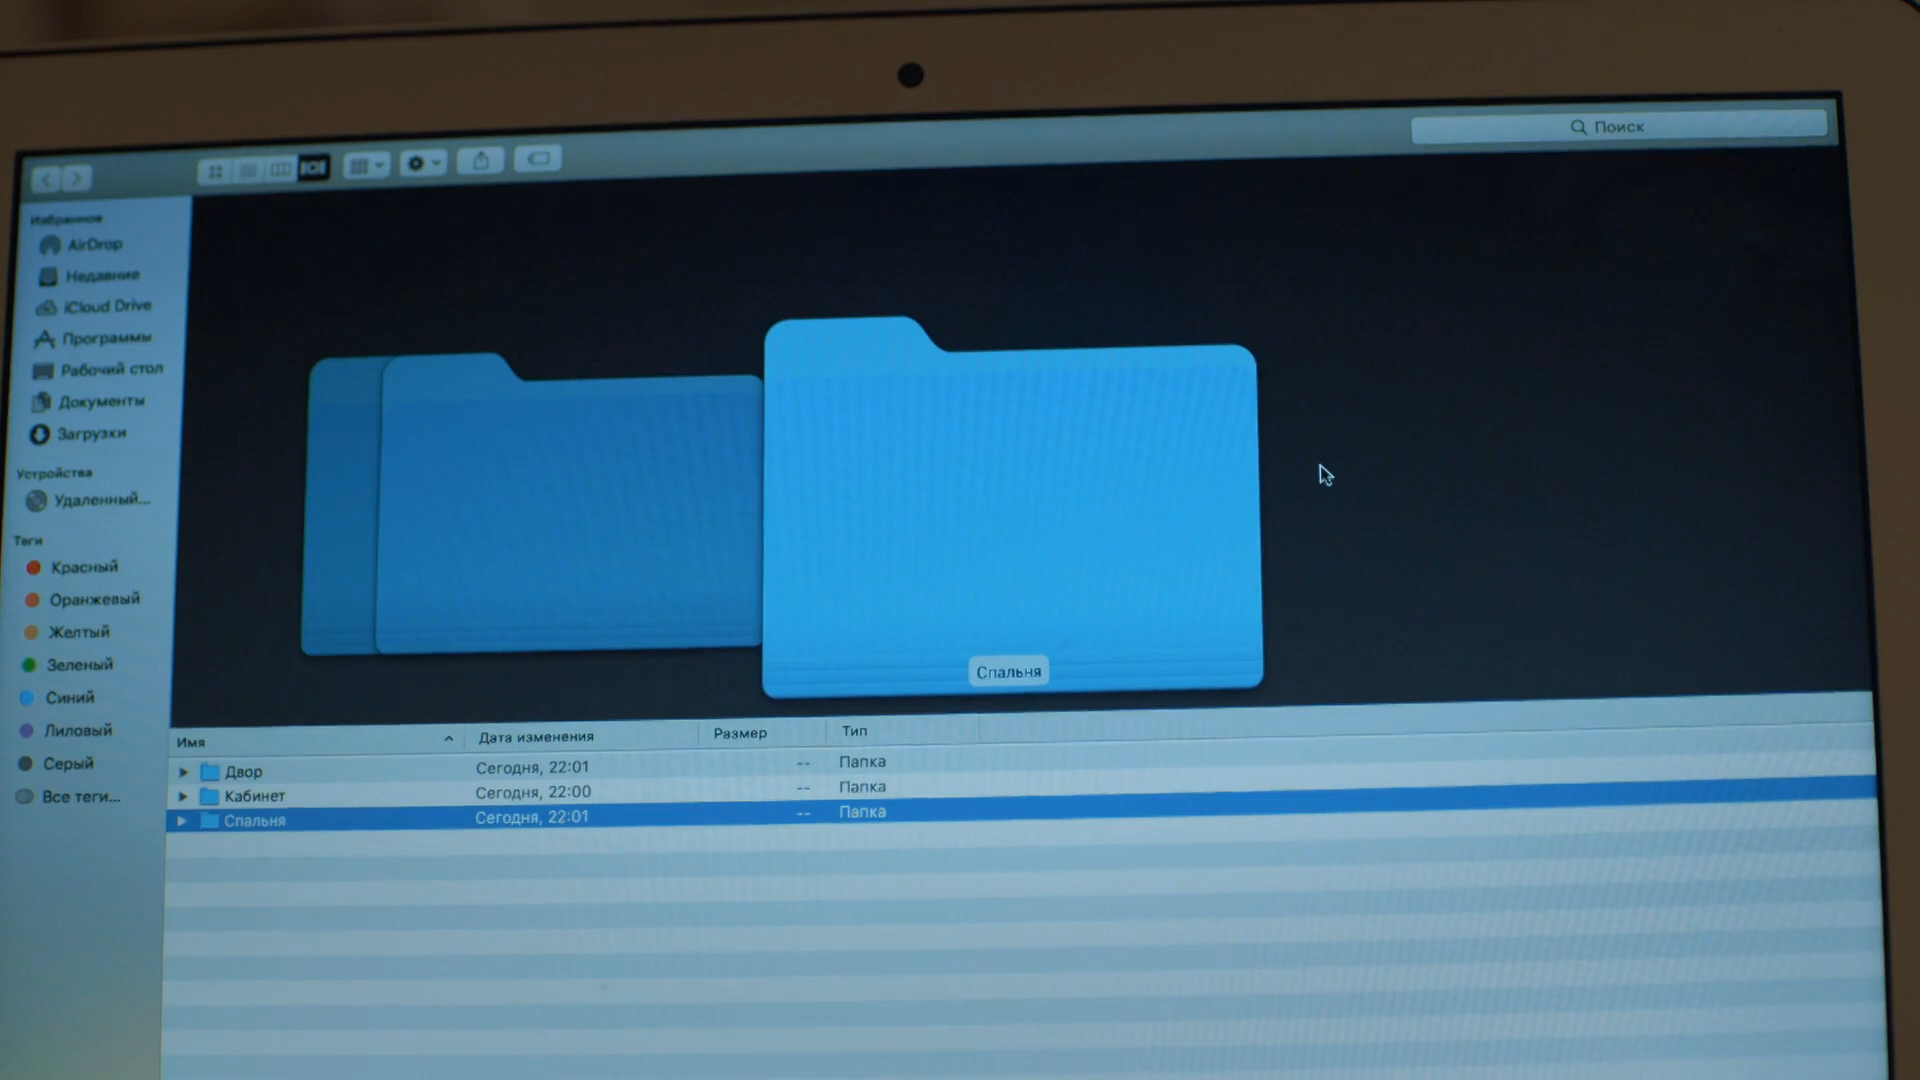 Поиск
Избранное
AirDrop
Недавние
iCloud Drive
Программы
Рабочий стол
Документы
Загрузки
Устройства
Удаленный...
Теги
Красный
Оранжевый
Желтый
Зеленый
Синий
Лиловый
Серый
Все теги...
Спальня
Имя Дата изменения Размер Тип
Двор Сегодня, 22:01 -- Папка
Кабинет Сегодня, 22:00 -- Папка
Спальня Сегодня, 22:01 -- Папка